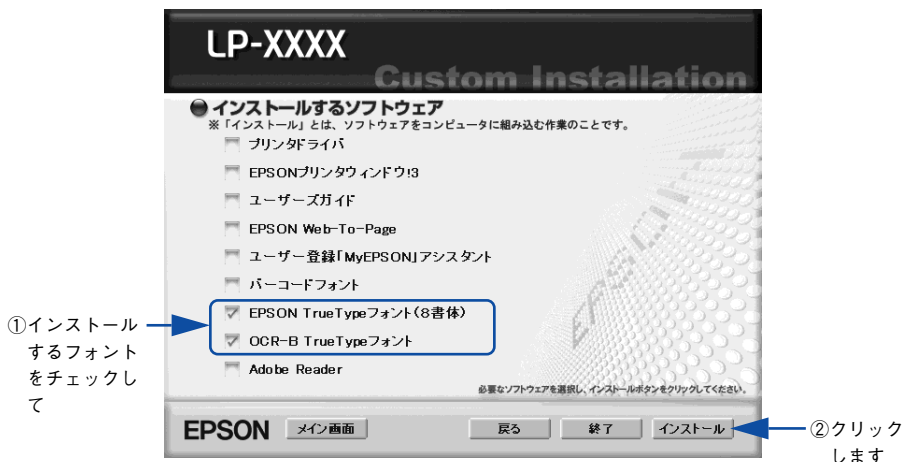 LP-XXXX
Custom Installation
インストールするソフトウェア
※「インストール」とは、ソフトウェアをコンピュータに組み込む作業のことです。
プリンタドライバ
EPSONプリンタウィンドウ!3
ユーザーズガイド
EPSON Web-To-Page
ユーザー登録「MyEPSON」アシスタント
バーコードフォント
EPSON TrueTypeフォント(8書体)
OCR-B TrueTypeフォント
Adobe Reader
①インストール
するフォント
をチェックし
て
必要なソフトウェアを選択し、インストールボタンをクリックしてください。
EPSON
EPSON
メイン画面
戻る
終了
インストール
②クリック
します